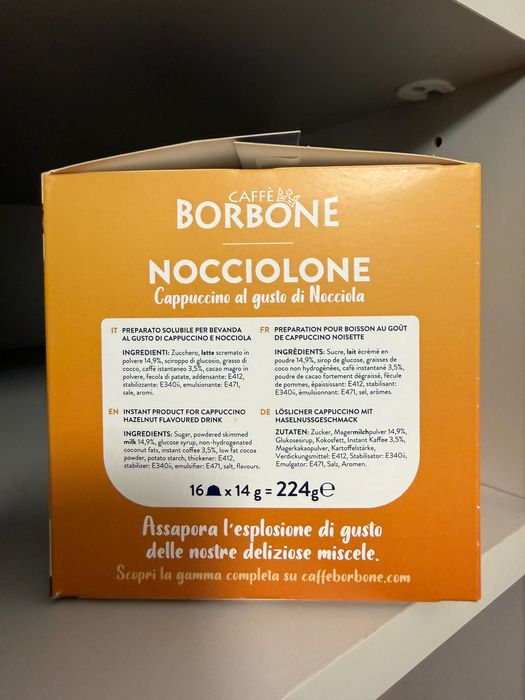 CAFFÈ
BORBONE
NOCCIOLONE
Cappuccino al gusto di Nocciola
IT PREPARATO SOLUBILE PER BEVANDA
AL GUSTO DI CAPPUCCINO E NOCCIOLA
INGREDIENTI: Zucchero, latte scremato in
polvere 14,9%, sciroppo di glucosio, grasso di
cocco, caffè istantaneo 3,5%, cacao magro in
polvere, fecola di patate, addensante: E412,
stabilizzante: E340ii, emulsionante: E471,
sale, aromi.
FR PREPARATION POUR BOISSON AU GOÛT
DE CAPPUCCINO NOISETTE
INGRÉDIENTS: Sucre, lait écrémé en
poudre 14,9%, sirop de glucose, graisses de
coco non hydrogénées, café instantané 3,5%,
poudre de cacao fortement dégraissé, fécule
de pommes, épaississant: E412, stabilisant:
E340ii, émulsionnant: E471, sel, arômes.
EN INSTANT PRODUCT FOR CAPPUCCINO
HAZELNUT FLAVOURED DRINK
INGREDIENTS: Sugar, powdered skimmed
milk 14,9%, glucose syrup, non-hydrogenated
coconut fats, instant coffee 3,5%, low fat cocoa
powder, potato starch, thickener: E412,
stabilizer: E340ii, emulsifier: E471, salt, flavours.
DE LÖSLICHER CAPPUCCINO MIT
HASELNUSSGESCHMACK
ZUTATEN: Zucker, Magermilchpulver 14,9%,
Glukosesirup, Kokosfett, Instant Kaffee 3,5%,
Magerkakaopulver, Kartoffelstärke,
Verdickungsmittel: E412, Stabilisator: E340ii,
Emulgator: E471, Salz, Aromen.
16 x 14 g = 224g℮
Assapora l'esplosione di gusto
delle nostre deliziose miscele.
Scopri la gamma completa su caffeborbone.com